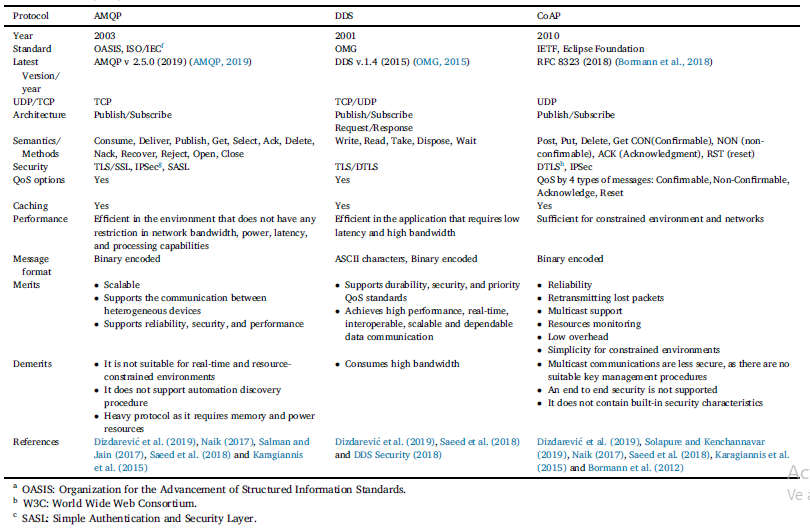 Protocol AMQP DDS CoAP
Year 2003 2001 2010
Standard OASIS, ISO/IECf OMG IETF, Eclipse Foundation
Latest AMQP v 2.5.0 (2019) (AMQP, 2019) DDS v.1.4 (2015) (OMG, 2015) RFC 8323 (2018) (Bormann et al., 2018)
Version/
year
UDP/TCP TCP TCP/UDP UDP
Architecture Publish/Subscribe Publish/Subscribe Publish/Subscribe
Request/Response
Semantics/ Consume, Deliver, Publish, Get, Select, Ack, Delete, Write, Read, Take, Dispose, Wait Post, Put, Delete, Get CON(Confirmable), NON (non-
Methods Nack, Recover, Reject, Open, Close confirmable), ACK (Acknowledgment), RST (reset)
Security TLS/SSL, IPSecg, SASL TLS/DTLS DTLSh, IPSec
QoS options Yes Yes QoS by 4 types of messages: Confirmable, Non-Confirmable,
Acknowledge, Reset
Caching Yes Yes Yes
Performance Efficient in the environment that does not have any Efficient in the application that requires low Sufficient for constrained environment and networks
restriction in network bandwidth, power, latency, latency and high bandwidth
and processing capabilities
Message Binary encoded ASCII characters, Binary encoded Binary encoded
format
Merits • Scalable • Supports durability, security, and priority • Reliability
• Supports the communication between QoS standards • Retransmitting lost packets
heterogeneous devices • Achieves high performance, real-time, • Multicast support
• Supports reliability, security, and performance interoperable, scalable and dependable • Resources monitoring
data communication • Low overhead
• Simplicity for constrained environments
Demerits • It is not suitable for real-time and resource- • Consumes high bandwidth • Multicast communications are less secure, as there are no
constrained environments suitable key management procedures
• It does not support automation discovery • An end to end security is not supported
procedure • It does not contain built-in security characteristics
• Heavy protocol as it requires memory and power
resources
References Dizdarević et al. (2019), Naik (2017), Salman and Dizdarević et al. (2019), Saeed et al. (2018) Dizdarević et al. (2019), Solapure and Kenchannavar
Jain (2017), Saeed et al. (2018) and Karagiannis and DDS Security (2018) (2019), Naik (2017), Saeed et al. (2018), Karagiannis et al.
et al. (2015) (2015) and Bormann et al. (2012)
a OASIS: Organization for the Advancement of Structured Information Standards.
b W3C: World Wide Web Consortium.
c SASL: Simple Authentication and Security Layer.